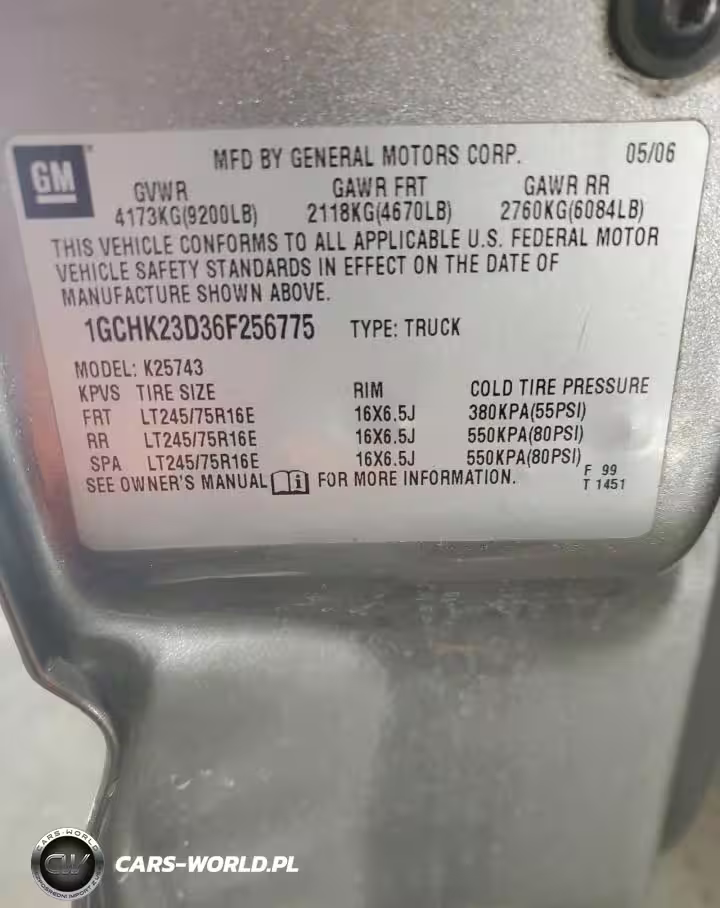 GM
MFD BY GENERAL MOTORS CORP. 05/06
GVWR GAWR FRT GAWR RR
4173KG(9200LB) 2118KG(4670LB) 2760KG(6084LB)
THIS VEHICLE CONFORMS TO ALL APPLICABLE U.S. FEDERAL MOTOR
VEHICLE SAFETY STANDARDS IN EFFECT ON THE DATE OF
MANUFACTURE SHOWN ABOVE.
1GCHK23D36F256775 TYPE: TRUCK
MODEL: K25743
KPVS TIRE SIZE RIM COLD TIRE PRESSURE
FRT LT245/75R16E 16X6.5J 380KPA(55PSI)
RR LT245/75R16E 16X6.5J 550KPA(80PSI)
SPA LT245/75R16E 16X6.5J 550KPA(80PSI)
SEE OWNER'S MANUAL i FOR MORE INFORMATION.
F 99
T 1451
CARS-WORLD
CW
CARS-WORLD.PL